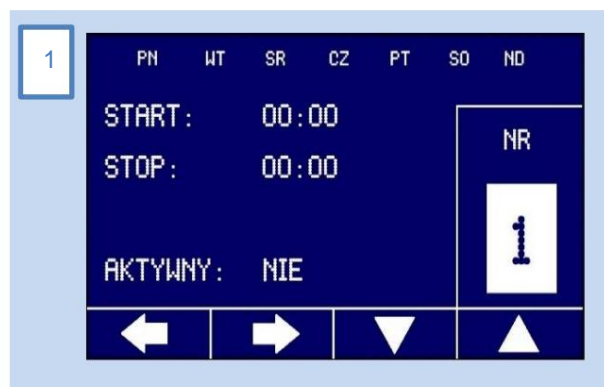 1
PN WT SR CZ PT SO ND
START: 00:00
STOP: 00:00
NR
1
AKTYWNY: NIE